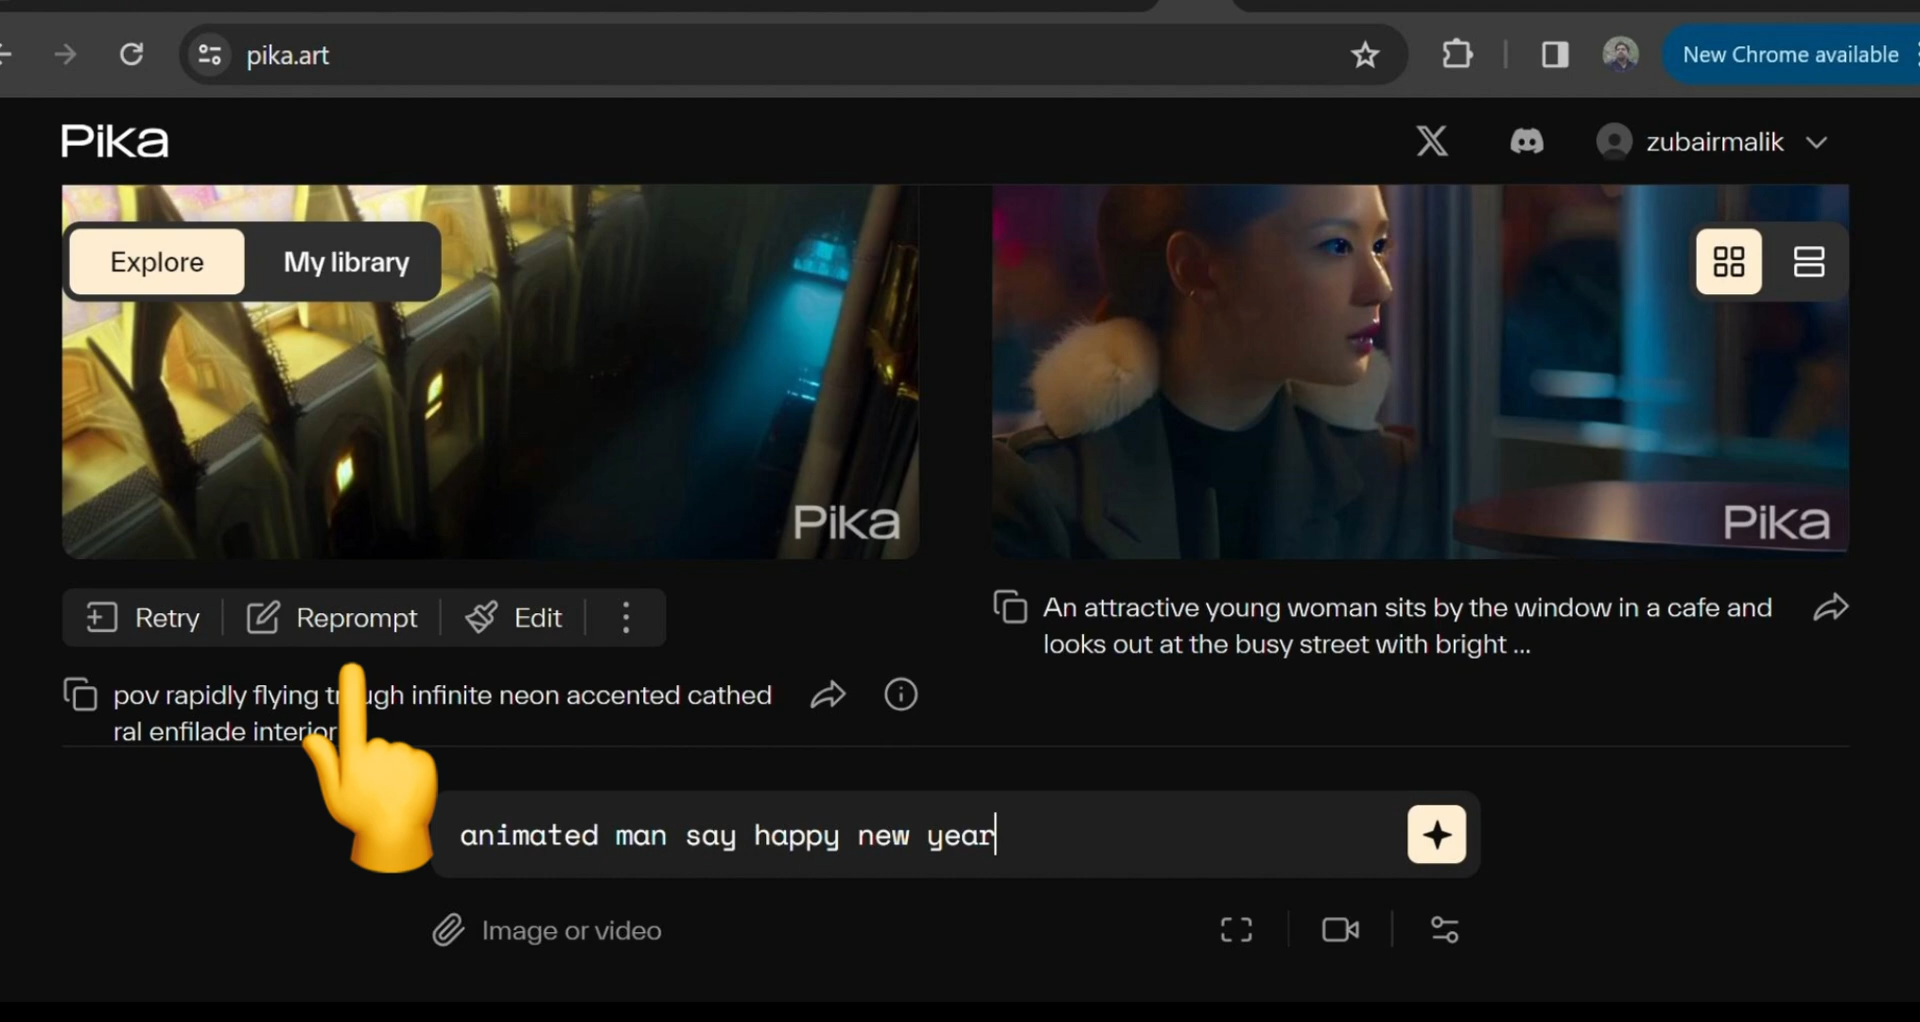 pika.art
New Chrome available
Pika
zubairmalik
Explore
My library
Pika
Pika
Retry
Reprompt
Edit
An attractive young woman sits by the window in a cafe and
looks out at the busy street with bright ...
pov rapidly flying ugh infinite neon accented cathed
ral enfilade interior
animated man say happy new year
Image or video